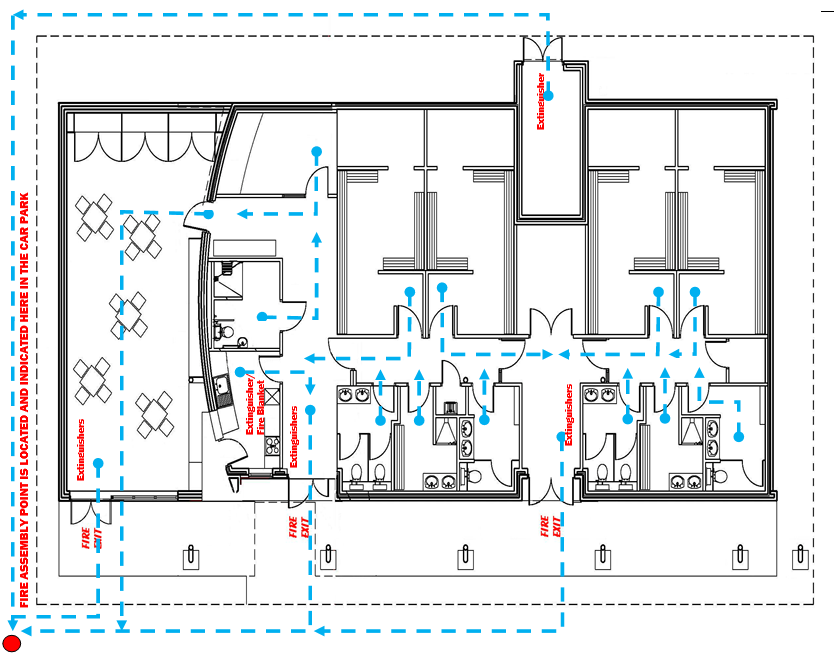 Extinguisher
FIRE ASSEMBLY POINT IS LOCATED AND INDICATED HERE IN THE CAR PARK
Extinguisher/
Fire Blanket
Extinguishers
Extinguishers
Extinguishers
FIRE
EXIT
FIRE
EXIT
FIRE
EXIT